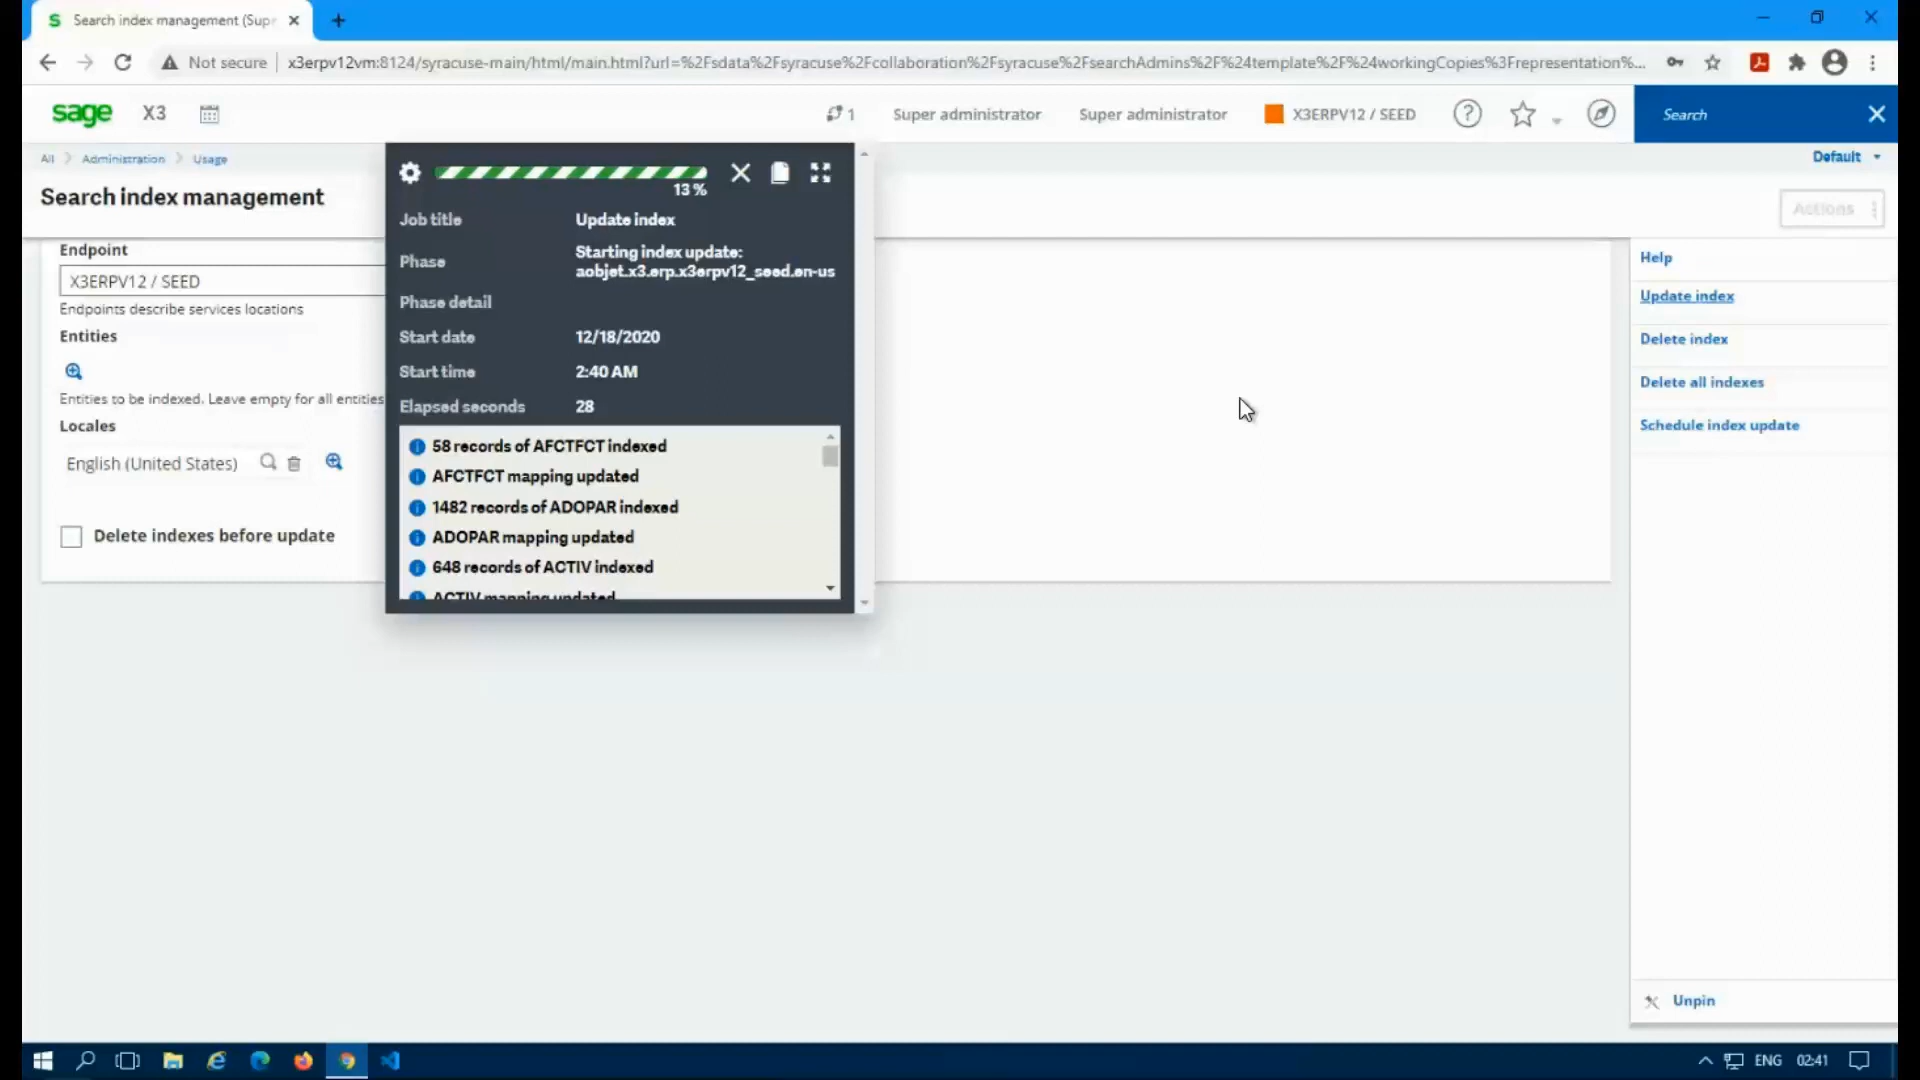 Search index management (Supe
Not secure
x3erpv12vm:8124/syracuse-main/html/main.html?url=%2Fsdata%2Fsyracuse%2Fcollaboration%2Fsyracuse%2FsearchAdmins%2F%24template%2F%24workingCopies%3Frepresentation%...
sage X3
1
Super administrator
Super administrator
X3ERPV12 / SEED
Search
All
Administration
Usage
Default
Search index management
Actions
13 %
Job title
Update index
Phase
Starting index update:
aobjet.x3.erp.x3erpv12_seed.en-us
Phase detail
Start date
12/18/2020
Start time
2:40 AM
Elapsed seconds
28
58 records of AFCTFCT indexed
AFCTFCT mapping updated
1482 records of ADOPAR indexed
ADOPAR mapping updated
648 records of ACTIV indexed
ACTIV mapping updated
Endpoint
X3ERPV12 / SEED
Endpoints describe services locations
Entities
Entities to be indexed. Leave empty for all entities
Locales
English (United States)
Delete indexes before update
Help
Update index
Delete index
Delete all indexes
Schedule index update
Unpin
ENG
02:41